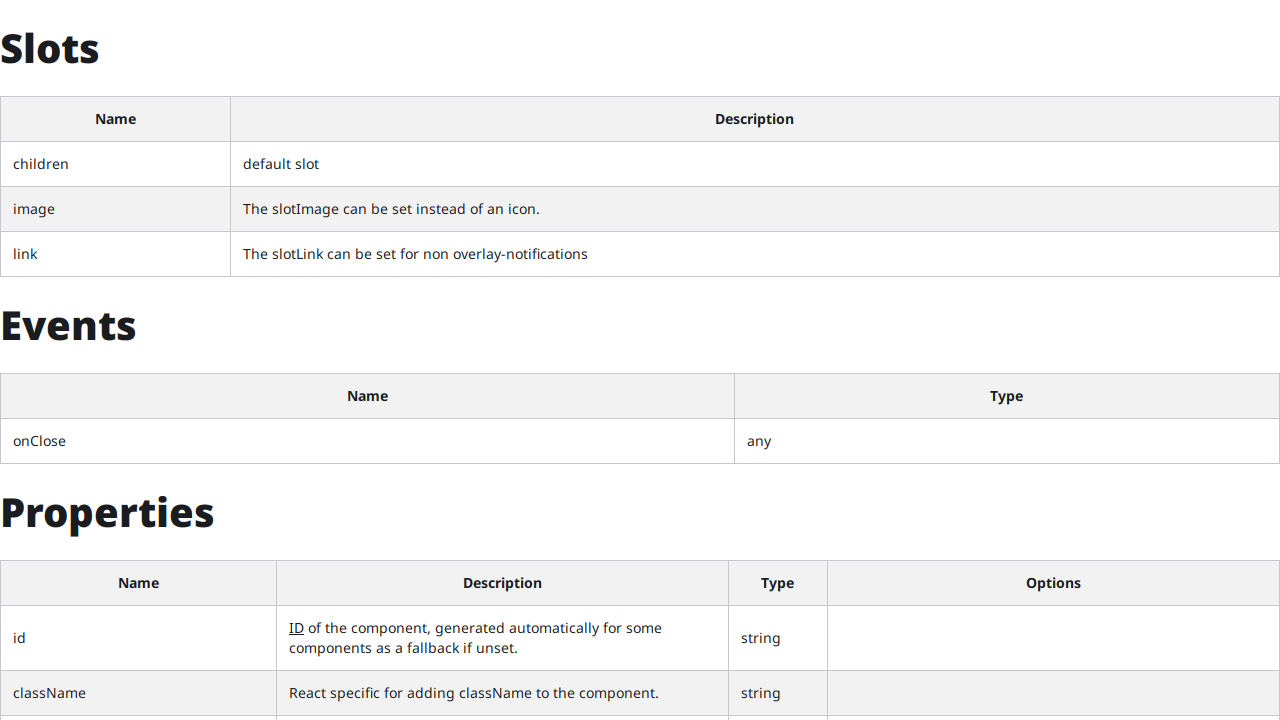 Slots
Name Description
children default slot
image The slotImage can be set instead of an icon.
link The slotLink can be set for non overlay-notifications
Events
Name Type
onClose any
Properties
Name Description Type Options
id ID of the component, generated automatically for some components as a fallback if unset. string
className React specific for adding className to the component. string